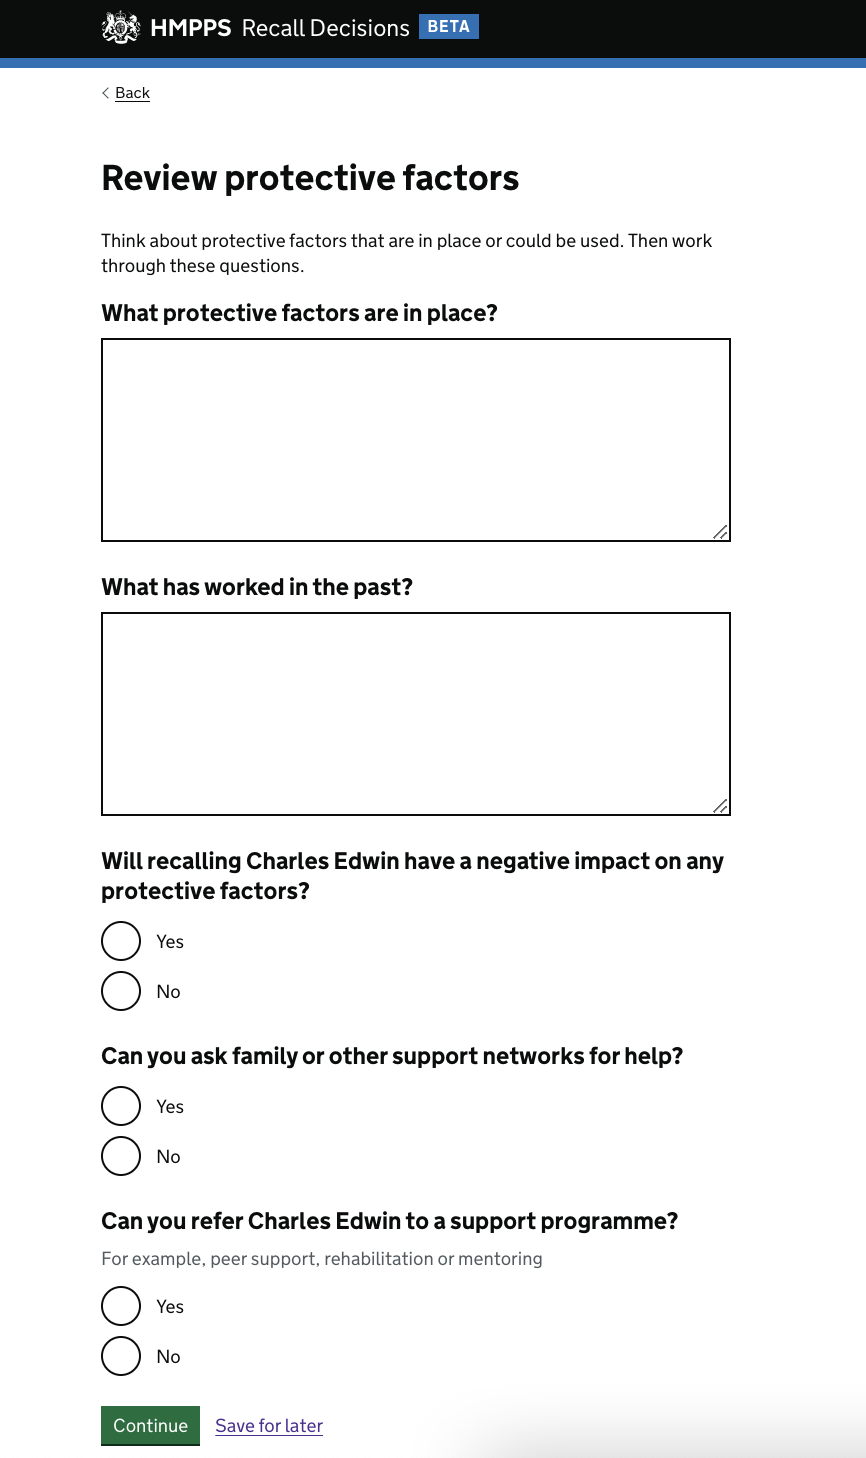 HMPPS Recall Decisions BETA
Back
Review protective factors
Think about protective factors that are in place or could be used. Then work
through these questions.
What protective factors are in place?
What has worked in the past?
Will recalling Charles Edwin have a negative impact on any
protective factors?
Yes
No
Can you ask family or other support networks for help?
Yes
No
Can you refer Charles Edwin to a support programme?
For example, peer support, rehabilitation or mentoring
Yes
No
Continue Save for later